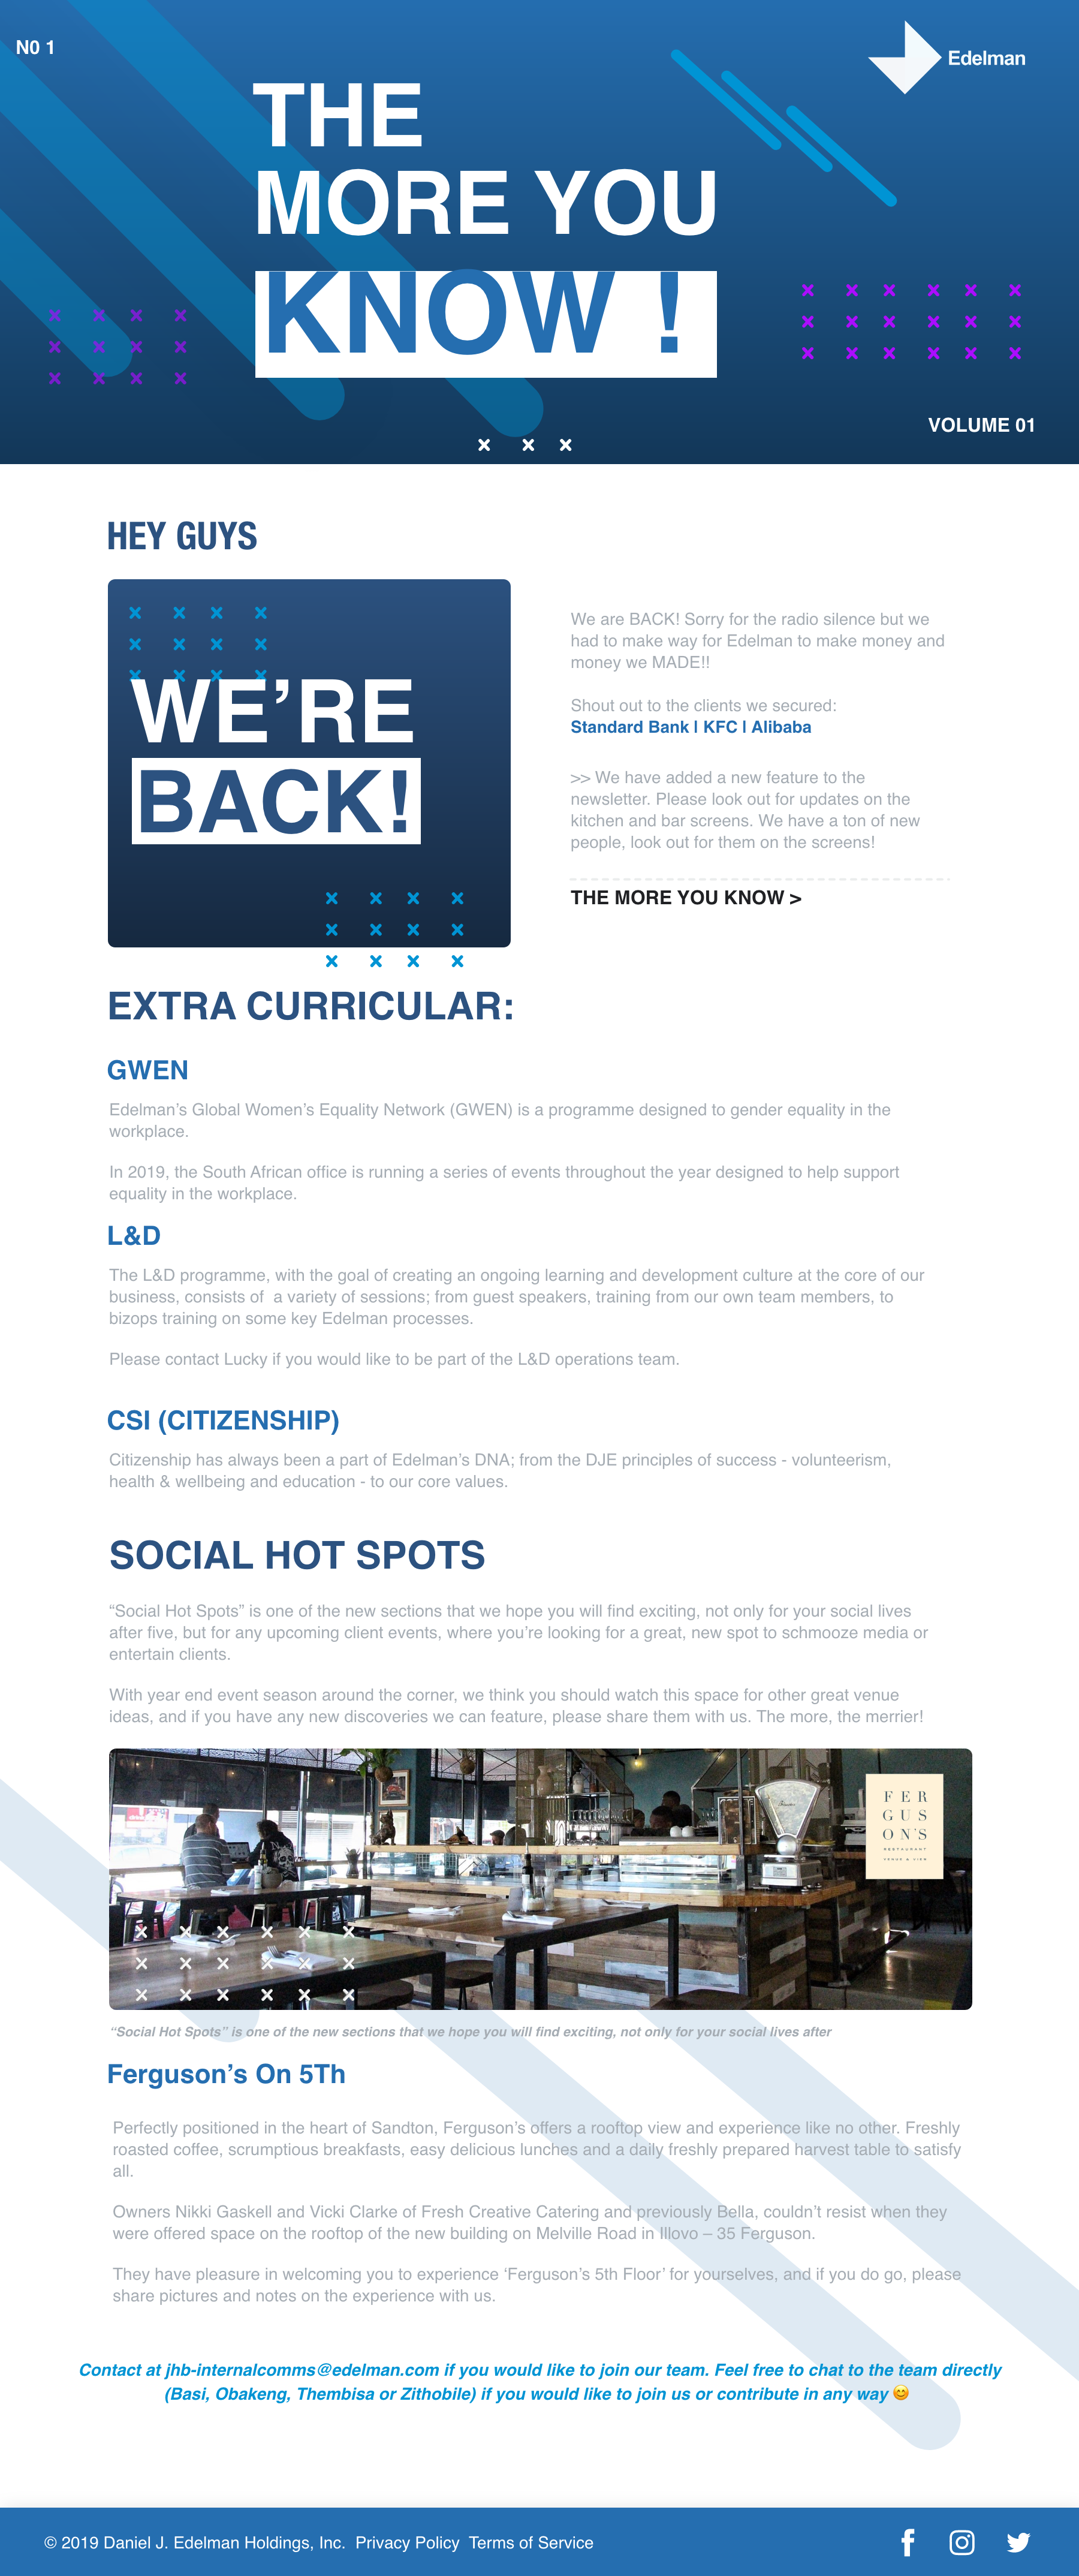 N0 1
Edelman
THE
MORE YOU
KNOW !
VOLUME 01
HEY GUYS
WE’RE
BACK!
We are BACK! Sorry for the radio silence but we
had to make way for Edelman to make money and
money we MADE!!
Shout out to the clients we secured:
Standard Bank | KFC | Alibaba
>> We have added a new feature to the
newsletter. Please look out for updates on the
kitchen and bar screens. We have a ton of new
people, look out for them on the screens!
THE MORE YOU KNOW >
EXTRA CURRICULAR:
GWEN
Edelman’s Global Women’s Equality Network (GWEN) is a programme designed to gender equality in the
workplace.
In 2019, the South African office is running a series of events throughout the year designed to help support
equality in the workplace.
L&D
The L&D programme, with the goal of creating an ongoing learning and development culture at the core of our
business, consists of  a variety of sessions; from guest speakers, training from our own team members, to
bizops training on some key Edelman processes.
Please contact Lucky if you would like to be part of the L&D operations team.
CSI (CITIZENSHIP)
Citizenship has always been a part of Edelman’s DNA; from the DJE principles of success - volunteerism,
health & wellbeing and education - to our core values.
SOCIAL HOT SPOTS
“Social Hot Spots” is one of the new sections that we hope you will find exciting, not only for your social lives
after five, but for any upcoming client events, where you’re looking for a great, new spot to schmooze media or
entertain clients.
With year end event season around the corner, we think you should watch this space for other great venue
ideas, and if you have any new discoveries we can feature, please share them with us. The more, the merrier!
FER
GUS
ON'S
RESTAURANT
VENUE & VIEW
“Social Hot Spots” is one of the new sections that we hope you will find exciting, not only for your social lives after
Ferguson’s On 5Th
Perfectly positioned in the heart of Sandton, Ferguson’s offers a rooftop view and experience like no other. Freshly
roasted coffee, scrumptious breakfasts, easy delicious lunches and a daily freshly prepared harvest table to satisfy
all.
Owners Nikki Gaskell and Vicki Clarke of Fresh Creative Catering and previously Bella, couldn’t resist when they
were offered space on the rooftop of the new building on Melville Road in Illovo – 35 Ferguson.
They have pleasure in welcoming you to experience ‘Ferguson’s 5th Floor’ for yourselves, and if you do go, please
share pictures and notes on the experience with us.
Contact at jhb-internalcomms@edelman.com if you would like to join our team. Feel free to chat to the team directly
(Basi, Obakeng, Thembisa or Zithobile) if you would like to join us or contribute in any way 😊
© 2019 Daniel J. Edelman Holdings, Inc.  Privacy Policy  Terms of Service